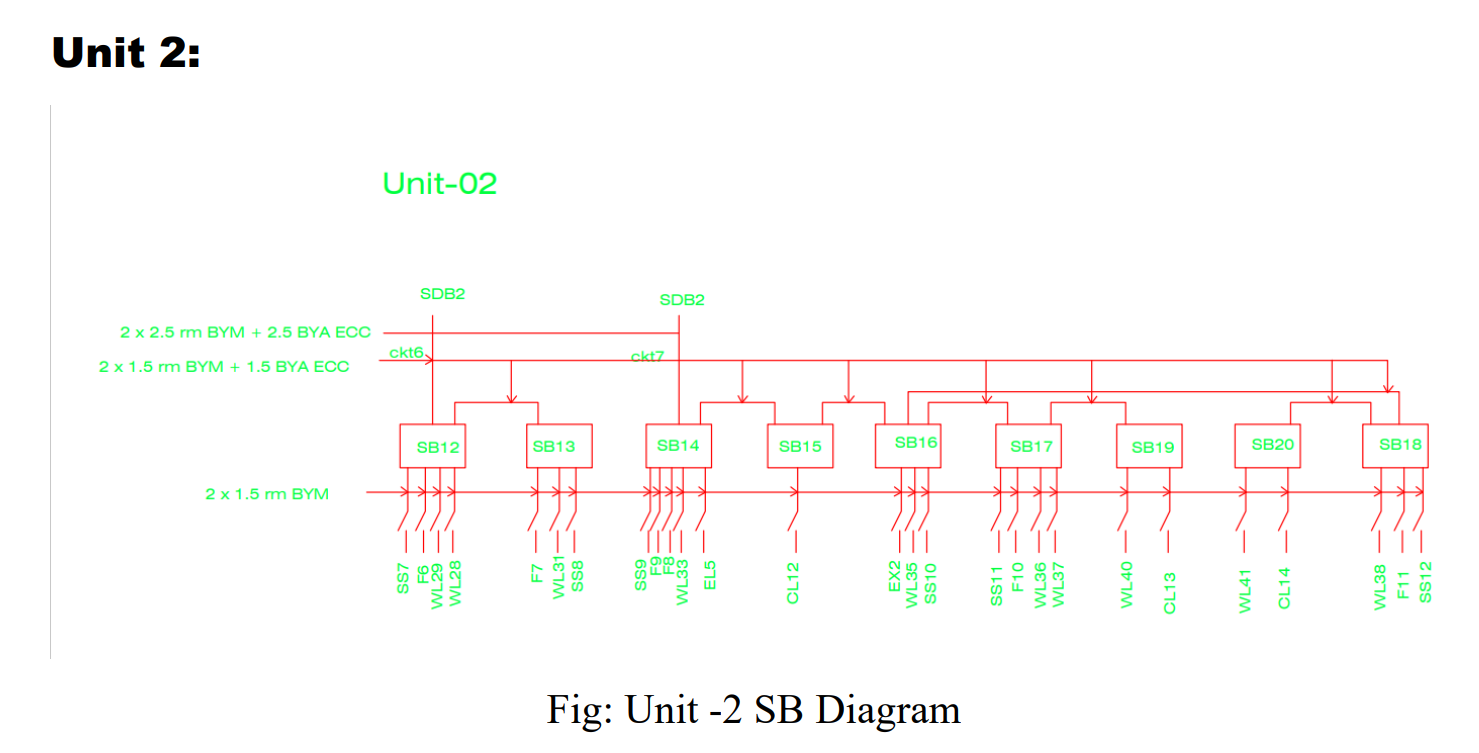 Unit 2:
Unit-02
SDB2
SDB2
2 x 2.5 rm BYM + 2.5 BYA ECC
ckt6
ckt7
2 x 1.5 rm BYM + 1.5 BYA ECC
SB12
SB13
SB14
SB15
SB16
SB17
SB19
SB20
SB18
2 x 1.5 rm BYM
SS7
F6
WL29
WL28
F7
WL31
SS8
SS9
F9
F8
WL33
EL5
CL12
EX2
WL35
SS10
SS11
F10
WL36
WL37
WL40
CL13
WL41
CL14
WL38
F11
SS12
Fig: Unit -2 SB Diagram